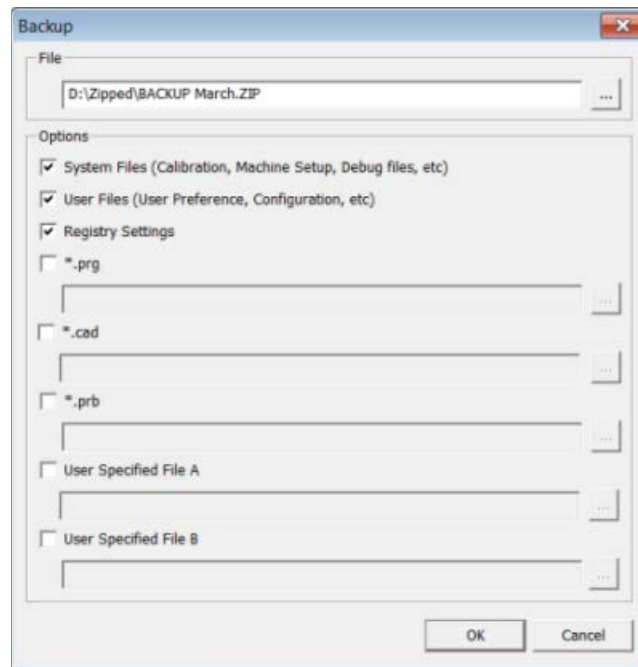 Backup
File
D:\Zipped\BACKUP March.ZIP
...
Options
System Files (Calibration, Machine Setup, Debug files, etc)
User Files (User Preference, Configuration, etc)
Registry Settings
*.prg
...
*.cad
...
*.prb
...
User Specified File A
...
User Specified File B
...
OK Cancel